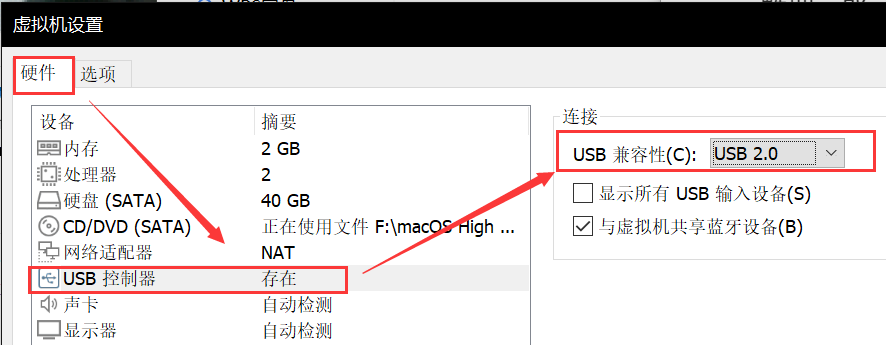 虚拟机设置
硬件 选项
设备 摘要
内存 2 GB
处理器 2
硬盘 (SATA) 40 GB
CD/DVD (SATA) 正在使用文件 F:\macOS High ...
网络适配器 NAT
USB 控制器 存在
声卡 自动检测
显示器 自动检测
连接
USB 兼容性(C): USB 2.0
显示所有 USB 输入设备(S)
与虚拟机共享蓝牙设备(B)